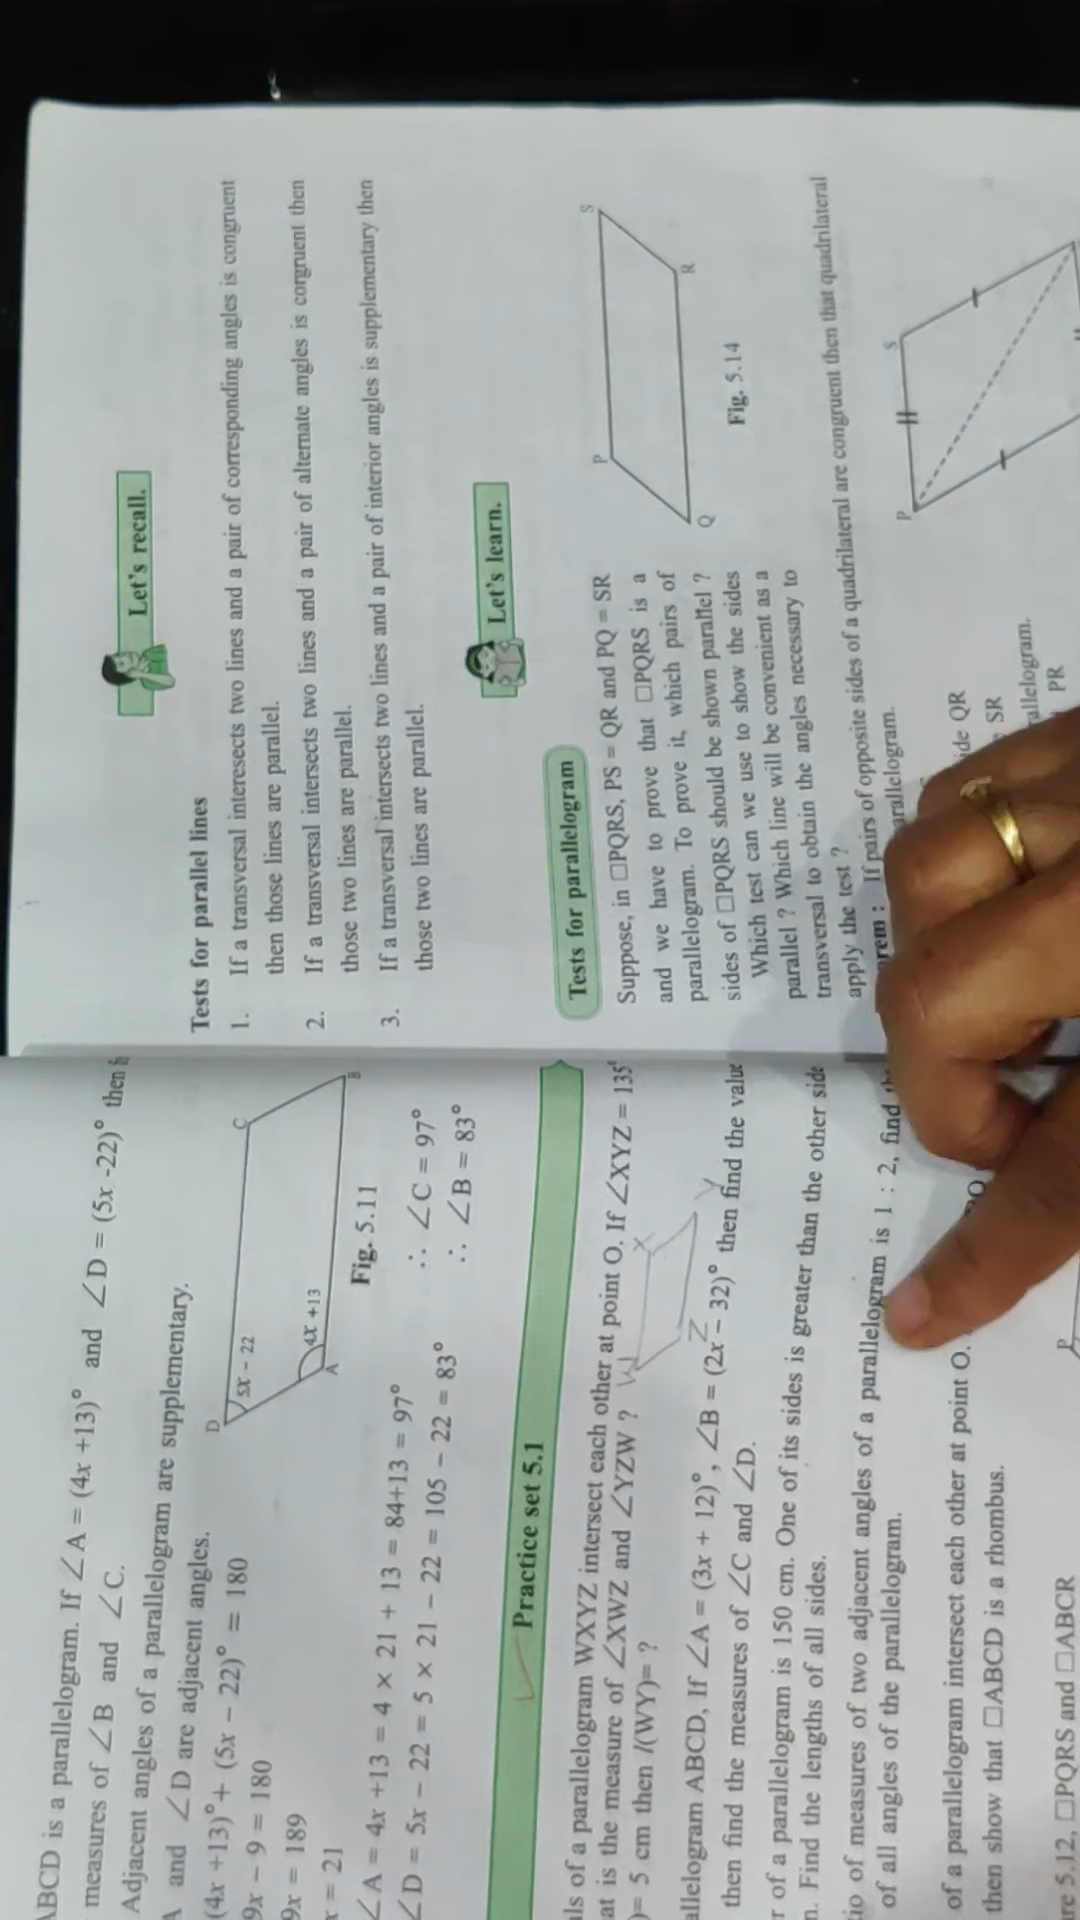 ABCD is a parallelogram. If ∠A = (4x +13)° and ∠D = (5x -22)° then
measures of ∠B and ∠C.
Adjacent angles of a parallelogram are supplementary.
and ∠D are adjacent angles.
(4x +13)°+ (5x – 22)° = 180
9x – 9 = 180
9x = 189
x = 21
∠A = 4x +13 = 4 × 21 + 13 = 84+13 = 97° ∴ ∠C = 97°
∠D = 5x – 22 = 5 × 21 – 22 = 105 – 22 = 83° ∴ ∠B = 83°
D
C
5x – 22
4x +13
A
B
Fig. 5.11
Practice set 5.1
of a parallelogram WXYZ intersect each other at point O. If ∠XYZ = 135°
is the measure of ∠XWZ and ∠YZW ?
= 5 cm then l(WY)= ?
X
Y
W
Z
ABCD, If ∠A = (3x + 12)°, ∠B = (2x – 32)° then find the
then find the measures of ∠C and ∠D.
of a parallelogram is 150 cm. One of its sides is greater than the other
Find the lengths of all sides.
of measures of two adjacent angles of a parallelogram is 1 : 2, find
of all angles of the parallelogram.
of a parallelogram intersect each other at point O.
then show that □ABCD is a rhombus.
5.12, □PQRS and □ABCR
P
Let's recall.
Tests for parallel lines
1. If a transversal interesects two lines and a pair of corresponding angles is congruent
then those lines are parallel.
2. If a transversal intersects two lines and a pair of alternate angles is corgruent then
those two lines are parallel.
3. If a transversal intersects two lines and a pair of interior angles is supplementary then
those two lines are parallel.
Let's learn.
Tests for parallelogram
Suppose, in □PQRS, PS = QR and PQ = SR
and we have to prove that □PQRS is a
parallelogram. To prove it, which pairs of
sides of □PQRS should be shown parallel ?
Which test can we use to show the sides
parallel ? Which line will be convenient as a
transversal to obtain the angles necessary to
apply the test ?
P
S
Q
R
Fig. 5.14
If pairs of opposite sides of a quadrilateral are congruent then that quadrilateral
QR
SR
PR
P
S